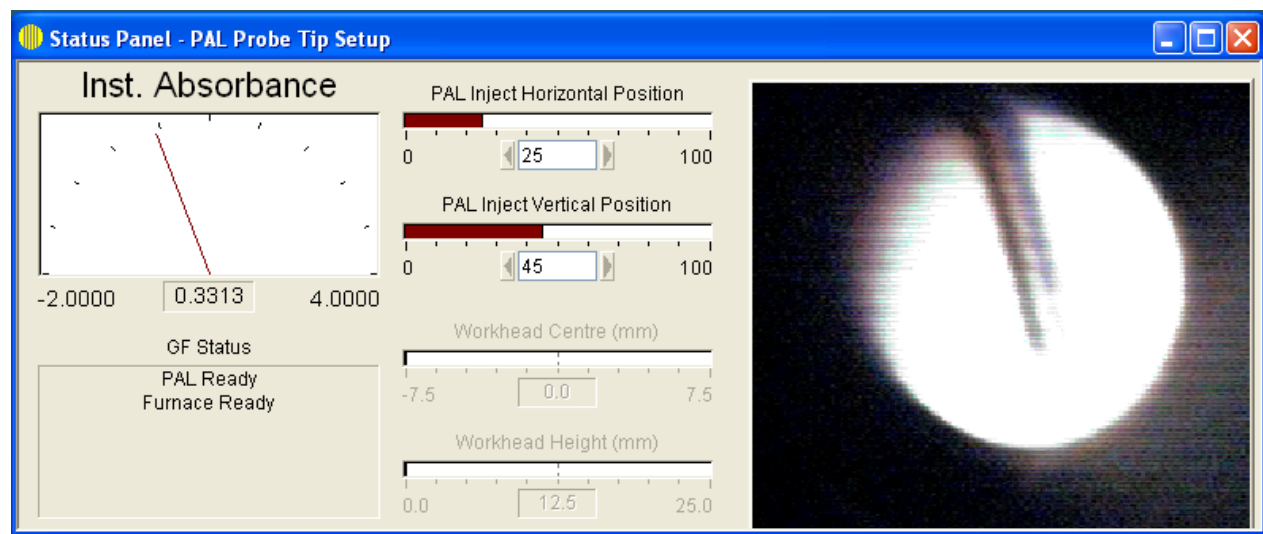 Status Panel - PAL Probe Tip Setup
Inst. Absorbance
-2.0000 0.3313 4.0000
GF Status
PAL Ready
Furnace Ready
PAL Inject Horizontal Position
0 25 100
PAL Inject Vertical Position
0 45 100
Workhead Centre (mm)
-7.5 0.0 7.5
Workhead Height (mm)
0.0 12.5 25.0